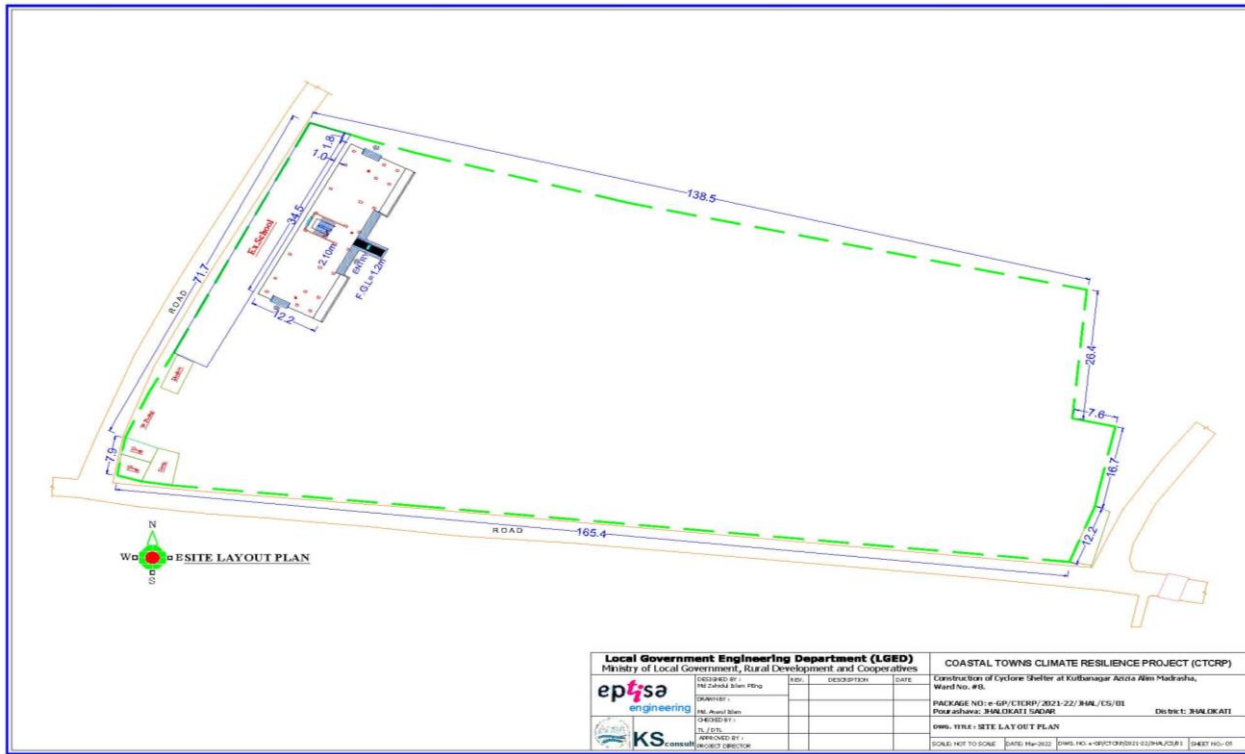 138.5
1.8
1.0
34.5
71.7
ROAD
Ex.School
2.10m
ENTRY
F.G.L=1.2m
12.2
26.4
7.6
16.7
12.2
7.9
ROAD
165.4
N
W E
S
SITE LAYOUT PLAN
Local Government Engineering Department (LGED)
Ministry of Local Government, Rural Development and Cooperatives
eptisa
engineering
KS consult
DESIGNED BY :
DRAWN BY :
CHECKED BY :
TL / DTL
APPROVED BY :
PROJECT DIRECTOR
REV. DESCRIPTION DATE
COASTAL TOWNS CLIMATE RESILIENCE PROJECT (CTCRP)
Construction of Cyclone Shelter at Kutbanagar Azizia Alim Madrasha,
PACKAGE NO: e-GP/CTCRP/2021-22/JHAL/CS/01
Pourashava: JHALOKATI SADAR District: JHALOKATI
DWG. TITLE : SITE LAYOUT PLAN
SCALE: NOT TO SCALE DATE: Mar-2022 SHEET NO:- 01